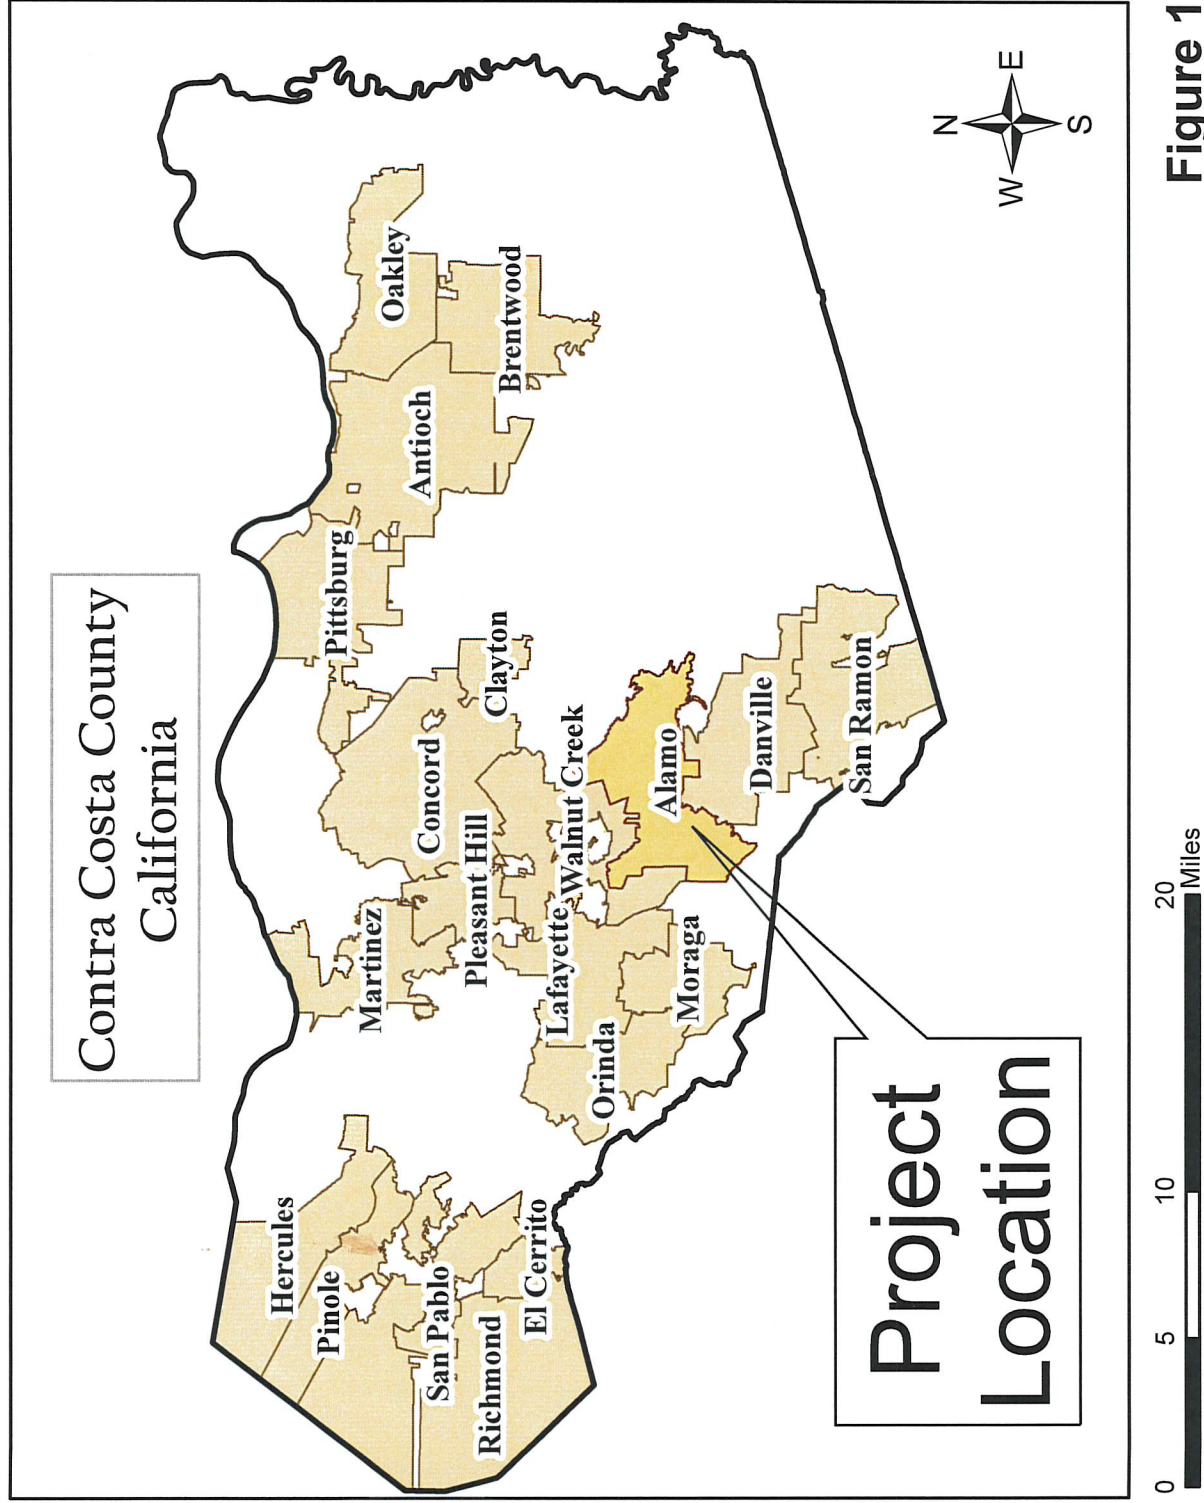 Contra Costa County
California
Hercules
Pinole
San Pablo
Richmond
El Cerrito
Martinez
Pleasant Hill
Concord
Clayton
Pittsburg
Antioch
Oakley
Brentwood
Lafayette
Walnut Creek
Orinda
Moraga
Alamo
Danville
San Ramon
Project
Location
N
W
E
S
0
5
10
20
Miles
Figure 1